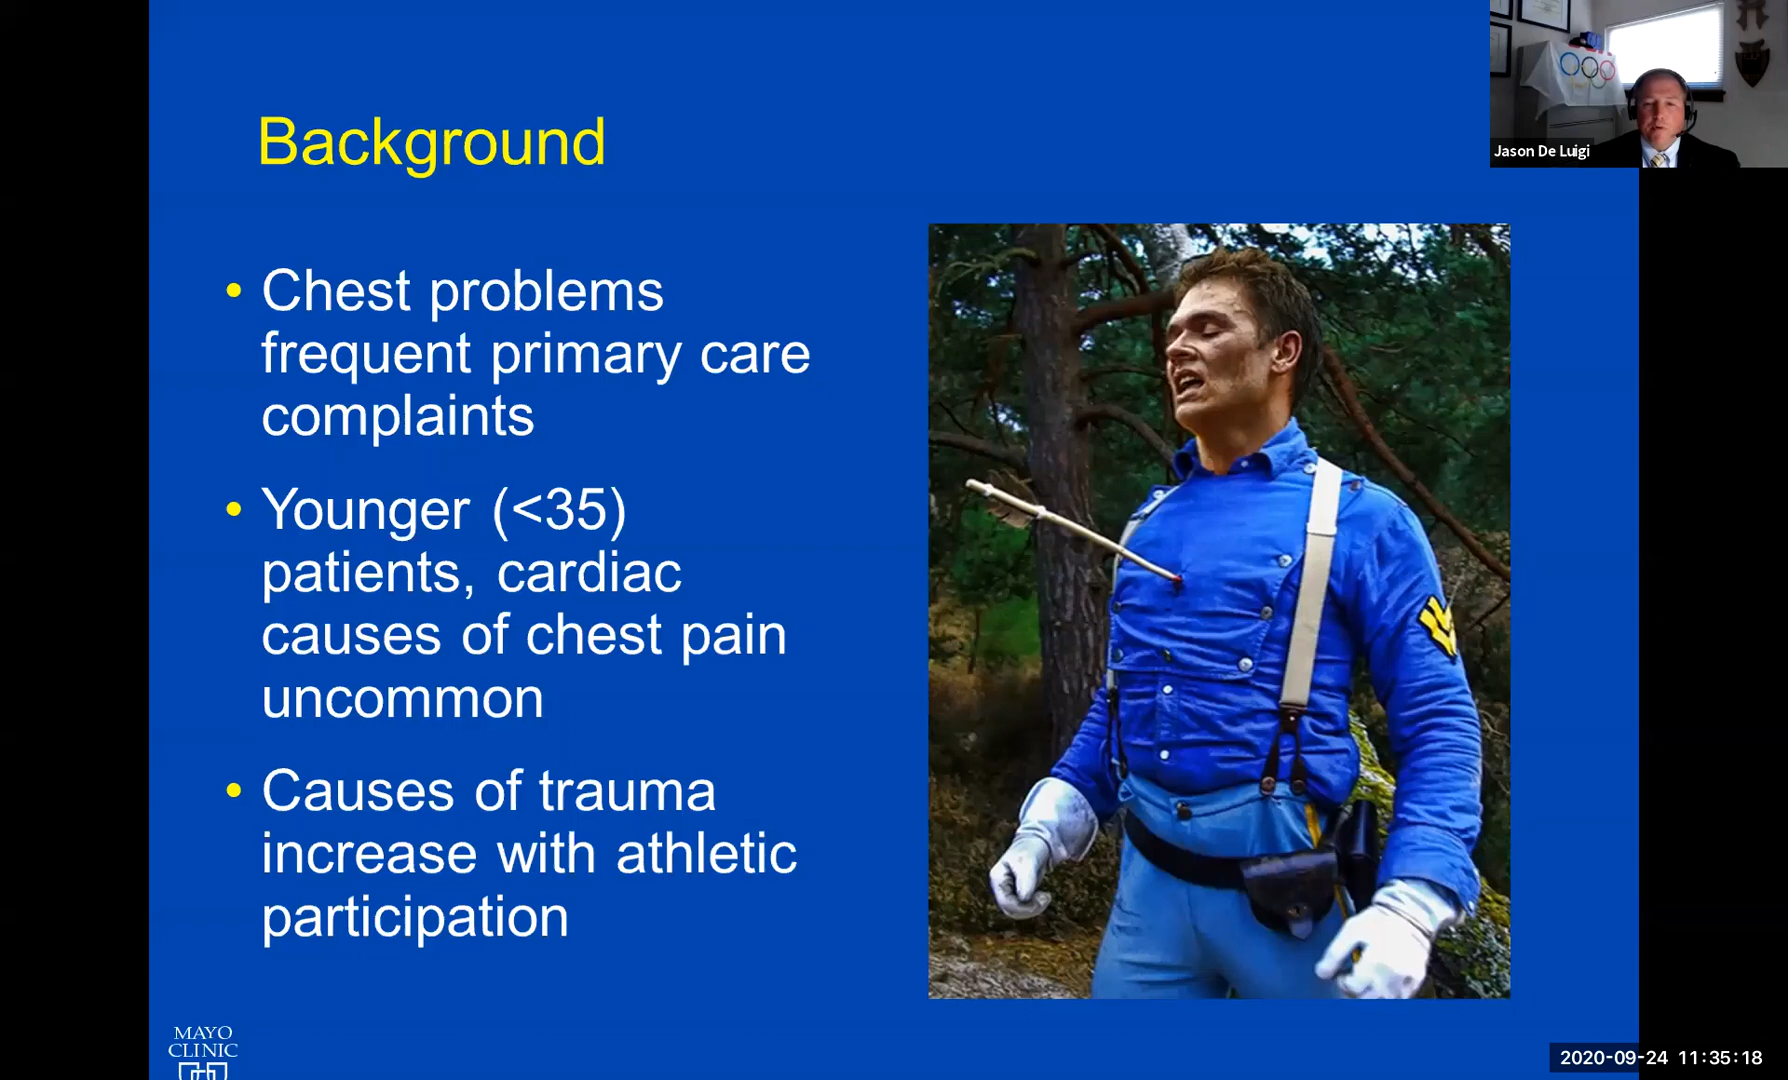 Background
• Chest problems
frequent primary care
complaints
• Younger (<35)
patients, cardiac
causes of chest pain
uncommon
• Causes of trauma
increase with athletic
participation
MAYO
CLINIC
Jason De Luigi
2020-09-24 11:35:18